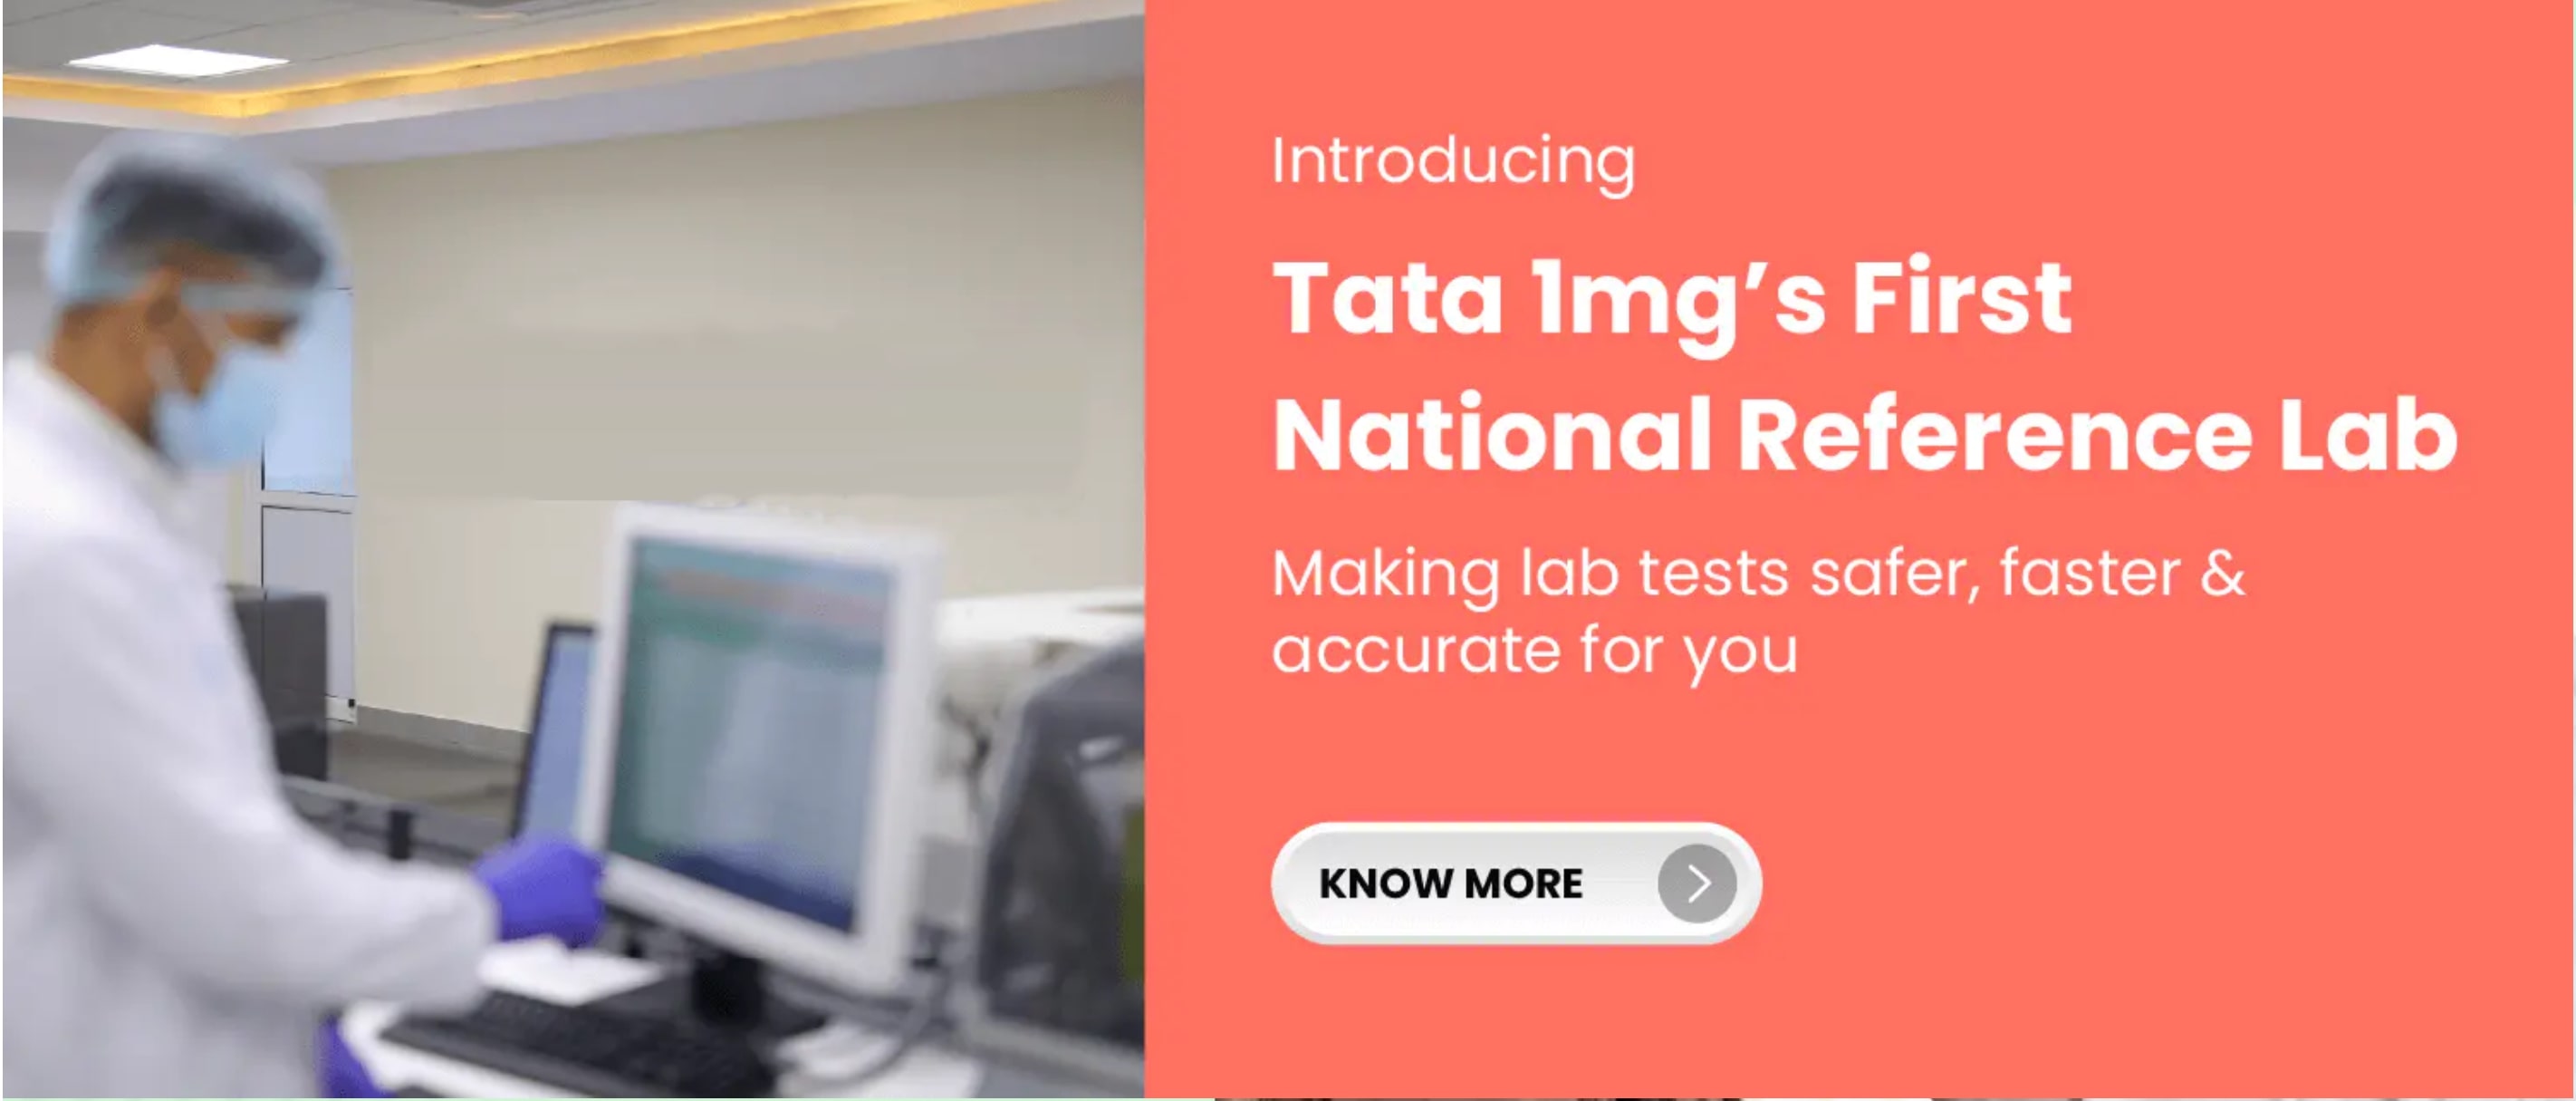 Introducing
Tata 1mg’s First
National Reference Lab
Making lab tests safer, faster &
accurate for you
KNOW MORE